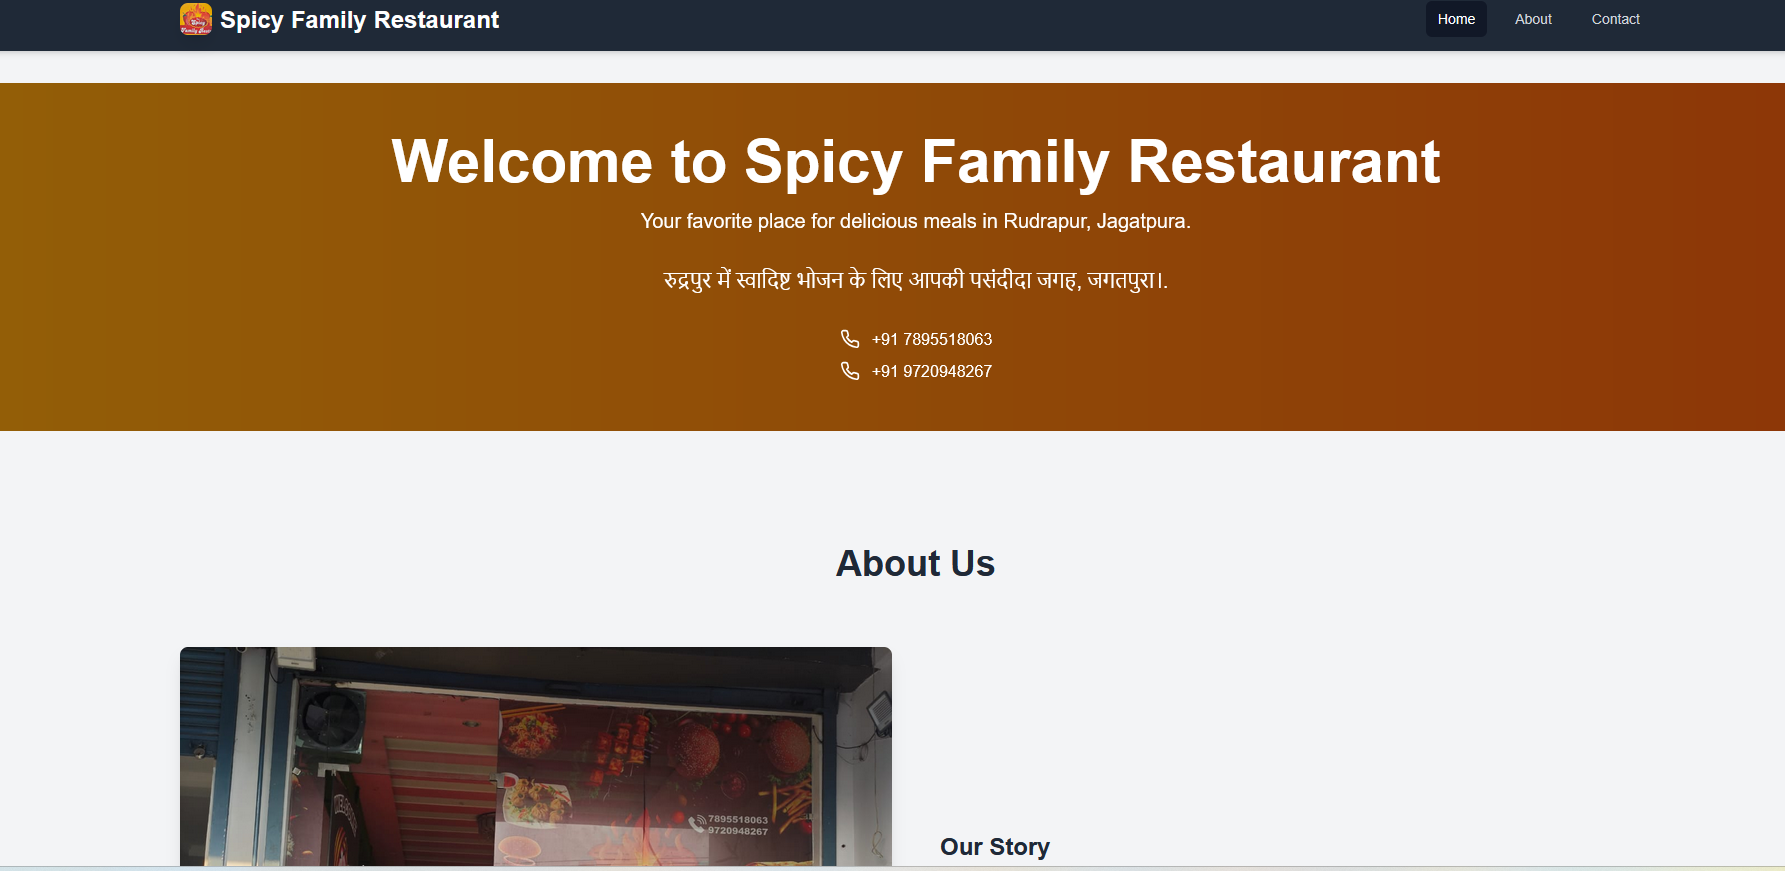 Spicy Family Restaurant
Home
About
Contact
Welcome to Spicy Family Restaurant
Your favorite place for delicious meals in Rudrapur, Jagatpura.
रुद्रपुर में स्वादिष्ट भोजन के लिए आपकी पसंदीदा जगह, जगतपुरा।.
+91 7895518063
+91 9720948267
About Us
7895518063
9720948267
Our Story